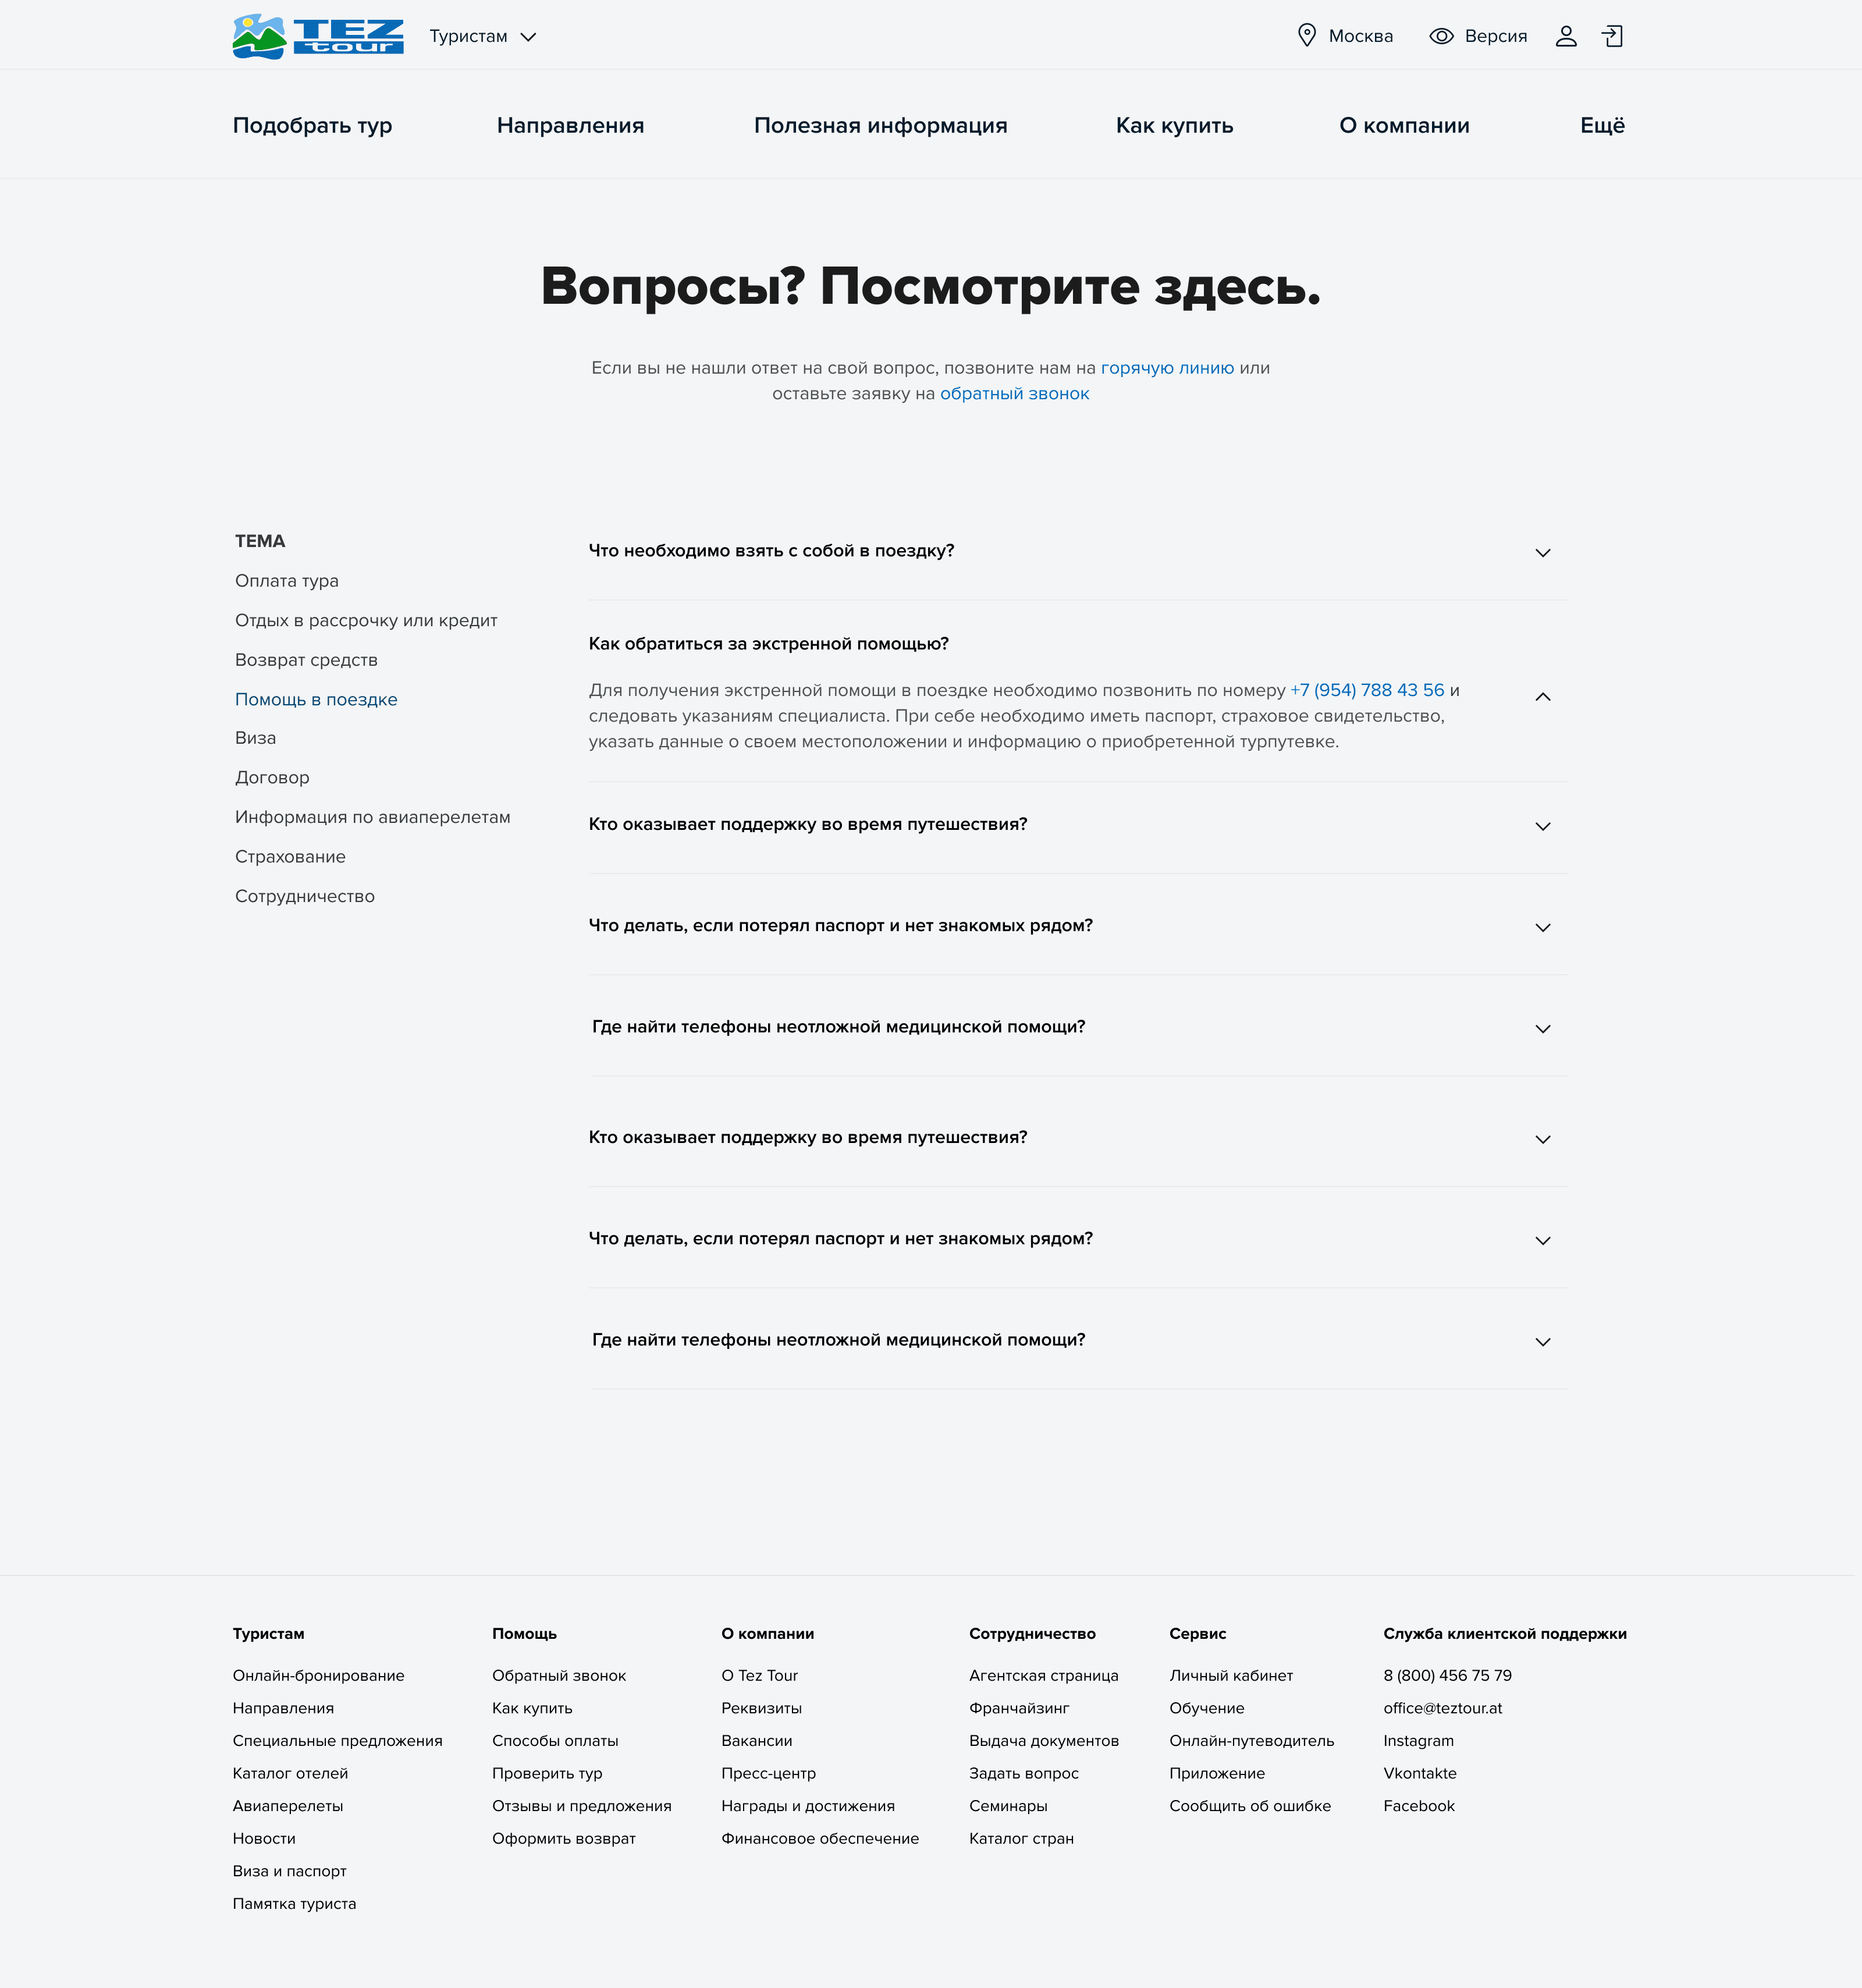 TEZ
tour
Туристам
Москва
Версия
Подобрать тур
Направления
Полезная информация
Как купить
О компании
Ещё
Вопросы? Посмотрите здесь.
Если вы не нашли ответ на свой вопрос, позвоните нам на горячую линию или
оставьте заявку на обратный звонок
ТЕМА
Оплата тура
Отдых в рассрочку или кредит
Возврат средств
Помощь в поездке
Виза
Договор
Информация по авиаперелетам
Страхование
Сотрудничество
Что необходимо взять с собой в поездку?
Как обратиться за экстренной помощью?
Для получения экстренной помощи в поездке необходимо позвонить по номеру +7 (954) 788 43 56 и
следовать указаниям специалиста. При себе необходимо иметь паспорт, страховое свидетельство,
указать данные о своем местоположении и информацию о приобретенной турпутевке.
Кто оказывает поддержку во время путешествия?
Что делать, если потерял паспорт и нет знакомых рядом?
Где найти телефоны неотложной медицинской помощи?
Кто оказывает поддержку во время путешествия?
Что делать, если потерял паспорт и нет знакомых рядом?
Где найти телефоны неотложной медицинской помощи?
Туристам
Онлайн-бронирование
Направления
Специальные предложения
Каталог отелей
Авиаперелеты
Новости
Виза и паспорт
Памятка туриста
Помощь
Обратный звонок
Как купить
Способы оплаты
Проверить тур
Отзывы и предложения
Оформить возврат
О компании
О Tez Tour
Реквизиты
Вакансии
Пресс-центр
Награды и достижения
Финансовое обеспечение
Сотрудничество
Агентская страница
Франчайзинг
Выдача документов
Задать вопрос
Семинары
Каталог стран
Сервис
Личный кабинет
Обучение
Онлайн-путеводитель
Приложение
Сообщить об ошибке
Служба клиентской поддержки
8 (800) 456 75 79
office@teztour.at
Instagram
Vkontakte
Facebook